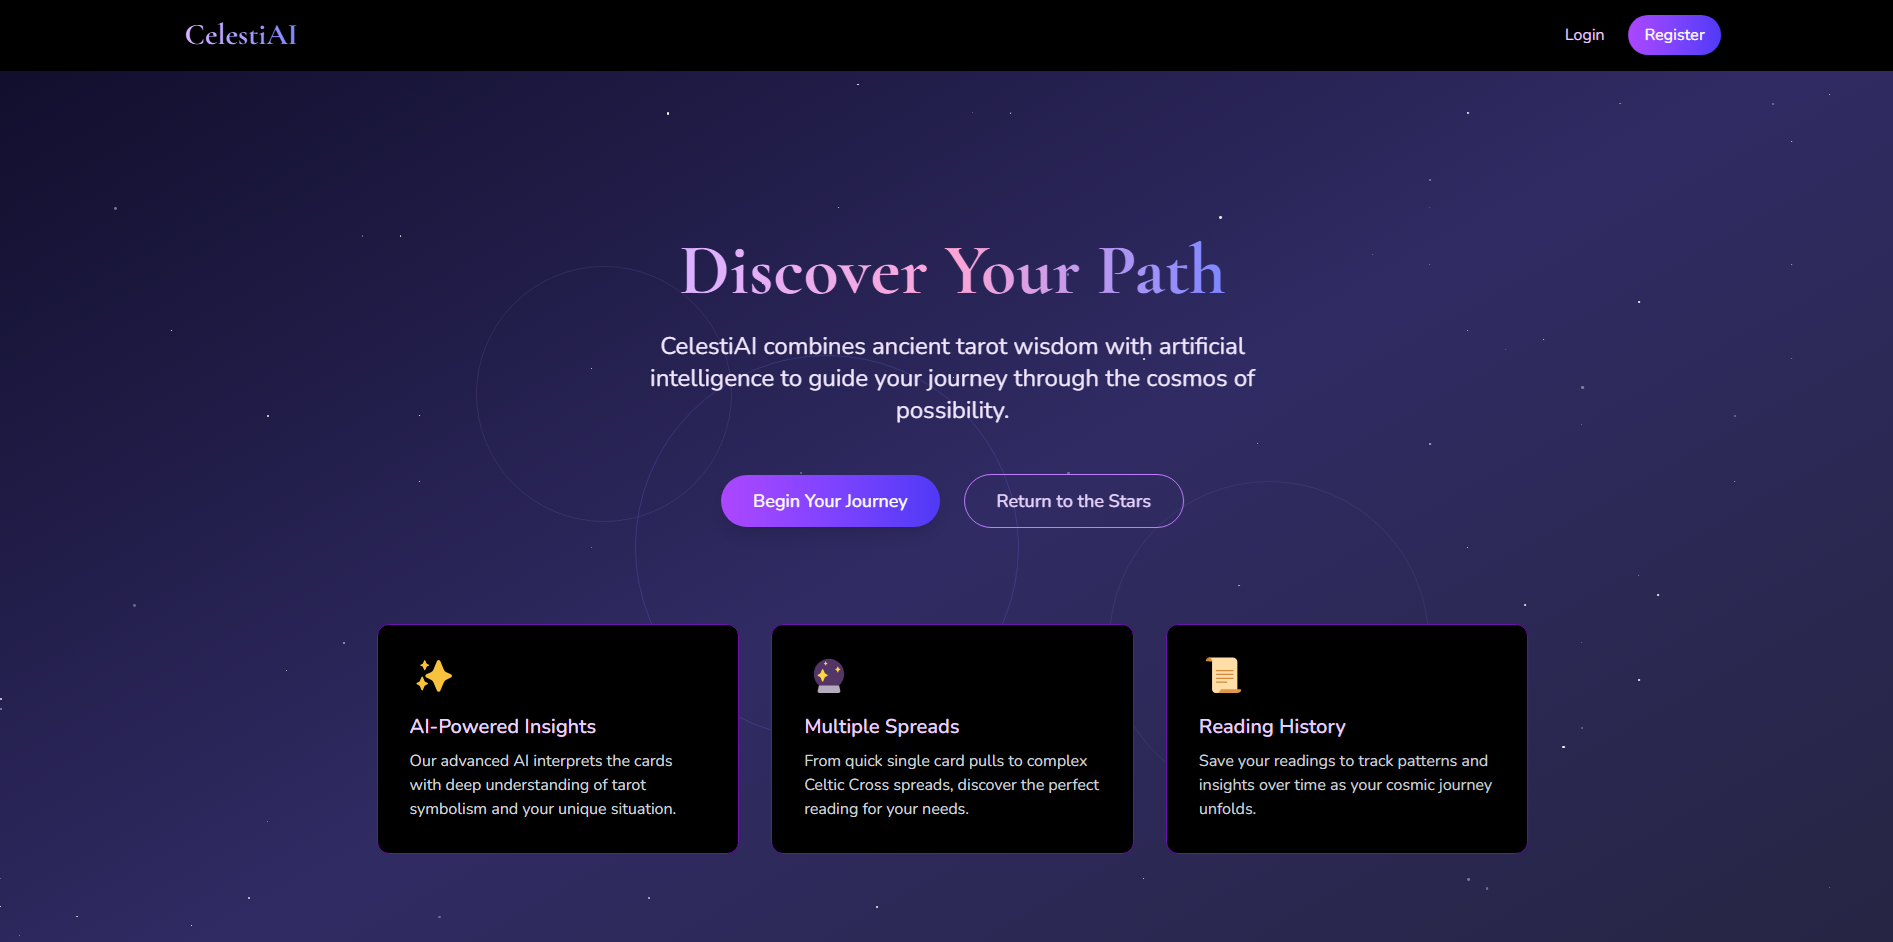 CelestiAI
Login
Register
Discover Your Path
CelestiAI combines ancient tarot wisdom with artificial
intelligence to guide your journey through the cosmos of
possibility.
Begin Your Journey
Return to the Stars
AI-Powered Insights
Our advanced AI interprets the cards
with deep understanding of tarot
symbolism and your unique situation.
Multiple Spreads
From quick single card pulls to complex
Celtic Cross spreads, discover the perfect
reading for your needs.
Reading History
Save your readings to track patterns and
insights over time as your cosmic journey
unfolds.